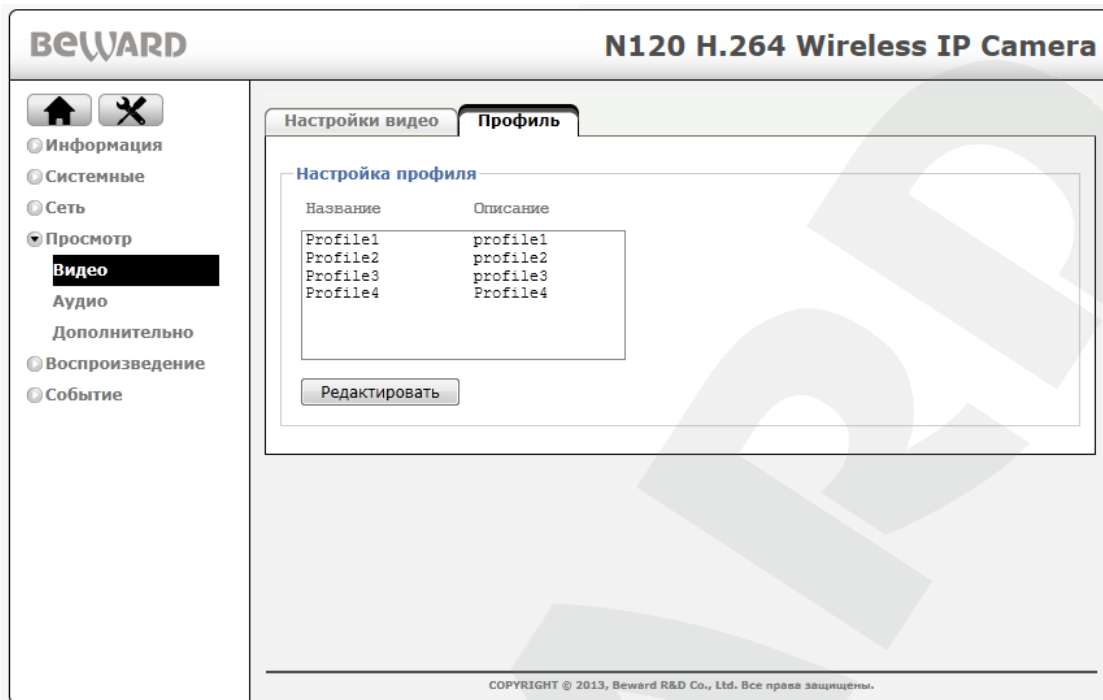 BEWARD
N120 H.264 Wireless IP Camera
Информация
Системные
Сеть
Просмотр
Видео
Аудио
Дополнительно
Воспроизведение
Событие
Настройки видео Профиль
Настройка профиля
Название Описание
Profile1 profile1
Profile2 profile2
Profile3 profile3
Profile4 Profile4
Редактировать
COPYRIGHT © 2013, Beward R&D Co., Ltd. Все права защищены.